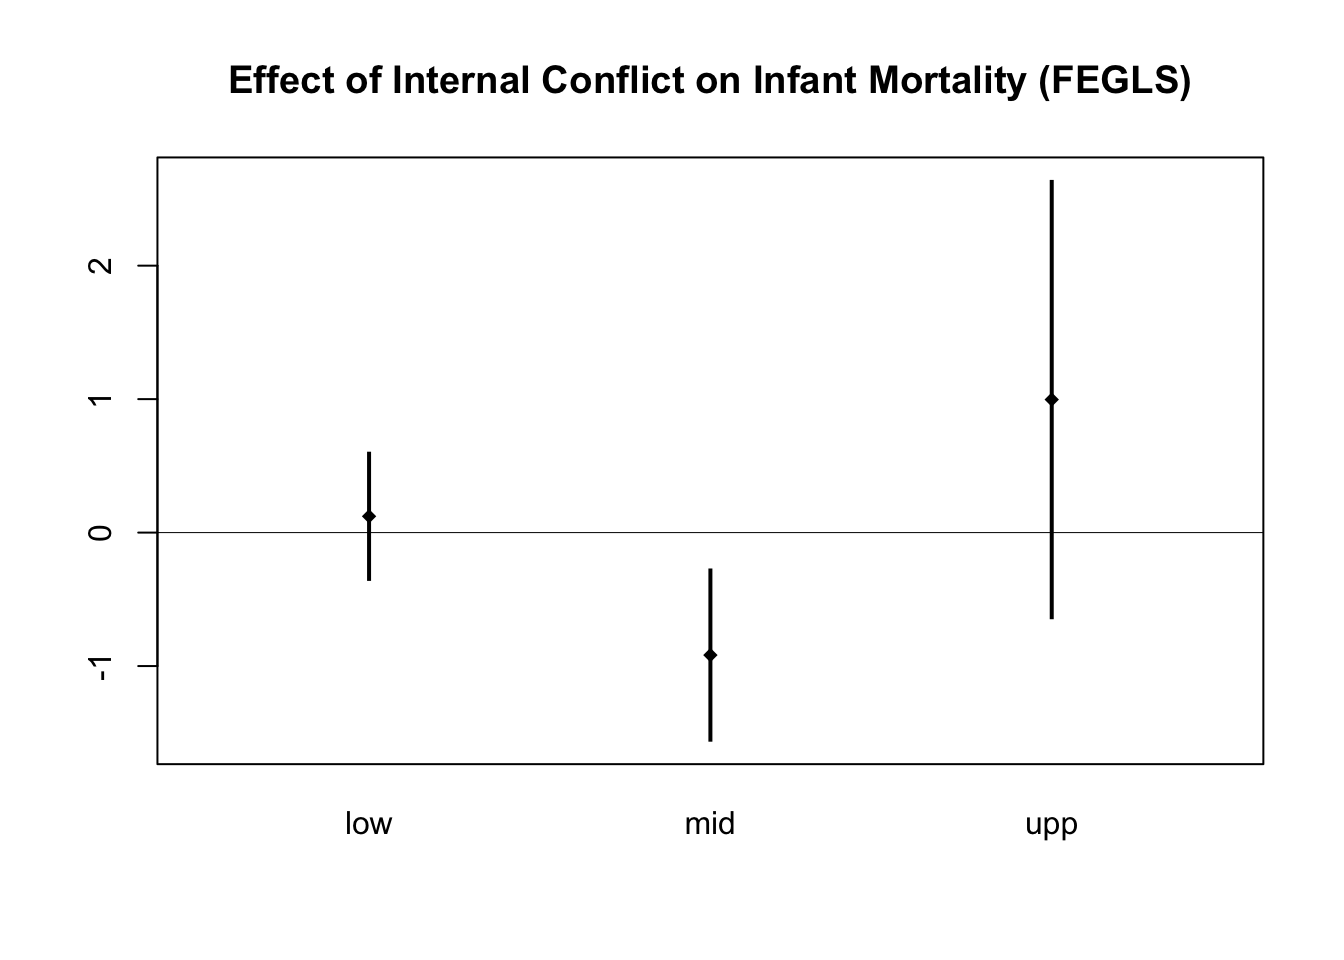 Effect of Internal Conflict on Infant Mortality (FEGLS)
2
1
0
-1
low mid upp